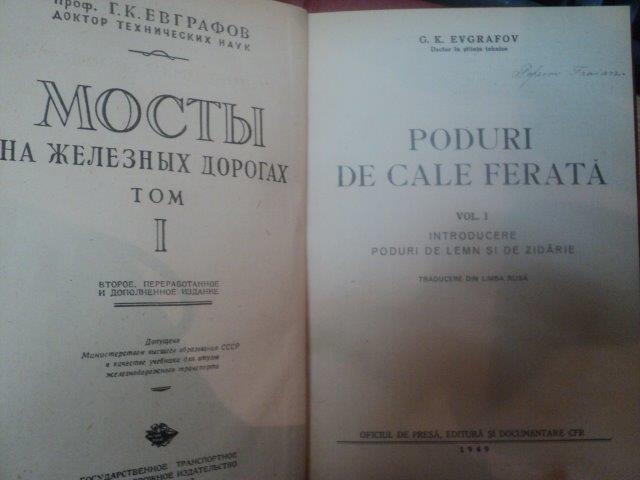 Проф. Г.К.ЕВГРАФОВ
ДОКТОР ТЕХНИЧЕСКИХ НАУК
МОСТЫ
НА ЖЕЛЕЗНЫХ ДОРОГАХ
ТОМ
I
ВТОРОЕ, ПЕРЕРАБОТАННОЕ
И ДОПОЛНЕННОЕ ИЗДАНИЕ
Допущено
Министерством высшего образования СССР
в качестве учебника для втузов
железнодорожного транспорта
ГОСУДАРСТВЕННОЕ ТРАНСПОРТНОЕ
ИЗДАТЕЛЬСТВО
G. K. EVGRAFOV
Doctor în științe tehnice
PODURI
DE CALE FERATĂ
VOL. I
INTRODUCERE
PODURI DE LEMN ȘI DE ZIDĂRIE
TRADUCERE DIN LIMBA RUSĂ
OFICIUL DE PRESĂ, EDITURĂ ȘI DOCUMENTARE CFR
1949